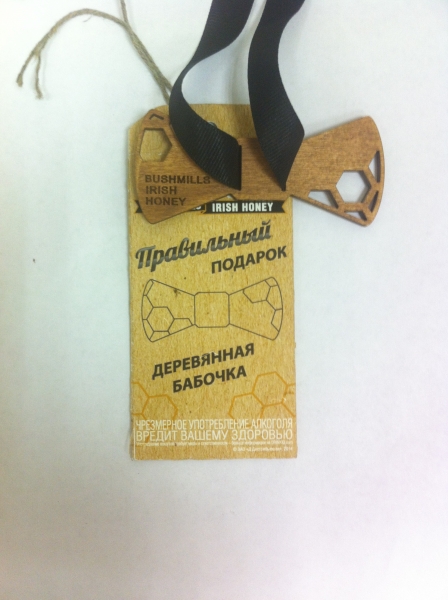 BUSHMILLS
IRISH
HONEY
IRISH HONEY
Правильный
ПОДАРОК
ДЕРЕВЯННАЯ
БАБОЧКА
ЧРЕЗМЕРНОЕ УПОТРЕБЛЕНИЕ АЛКОГОЛЯ
ВРЕДИТ ВАШЕМУ ЗДОРОВЬЮ